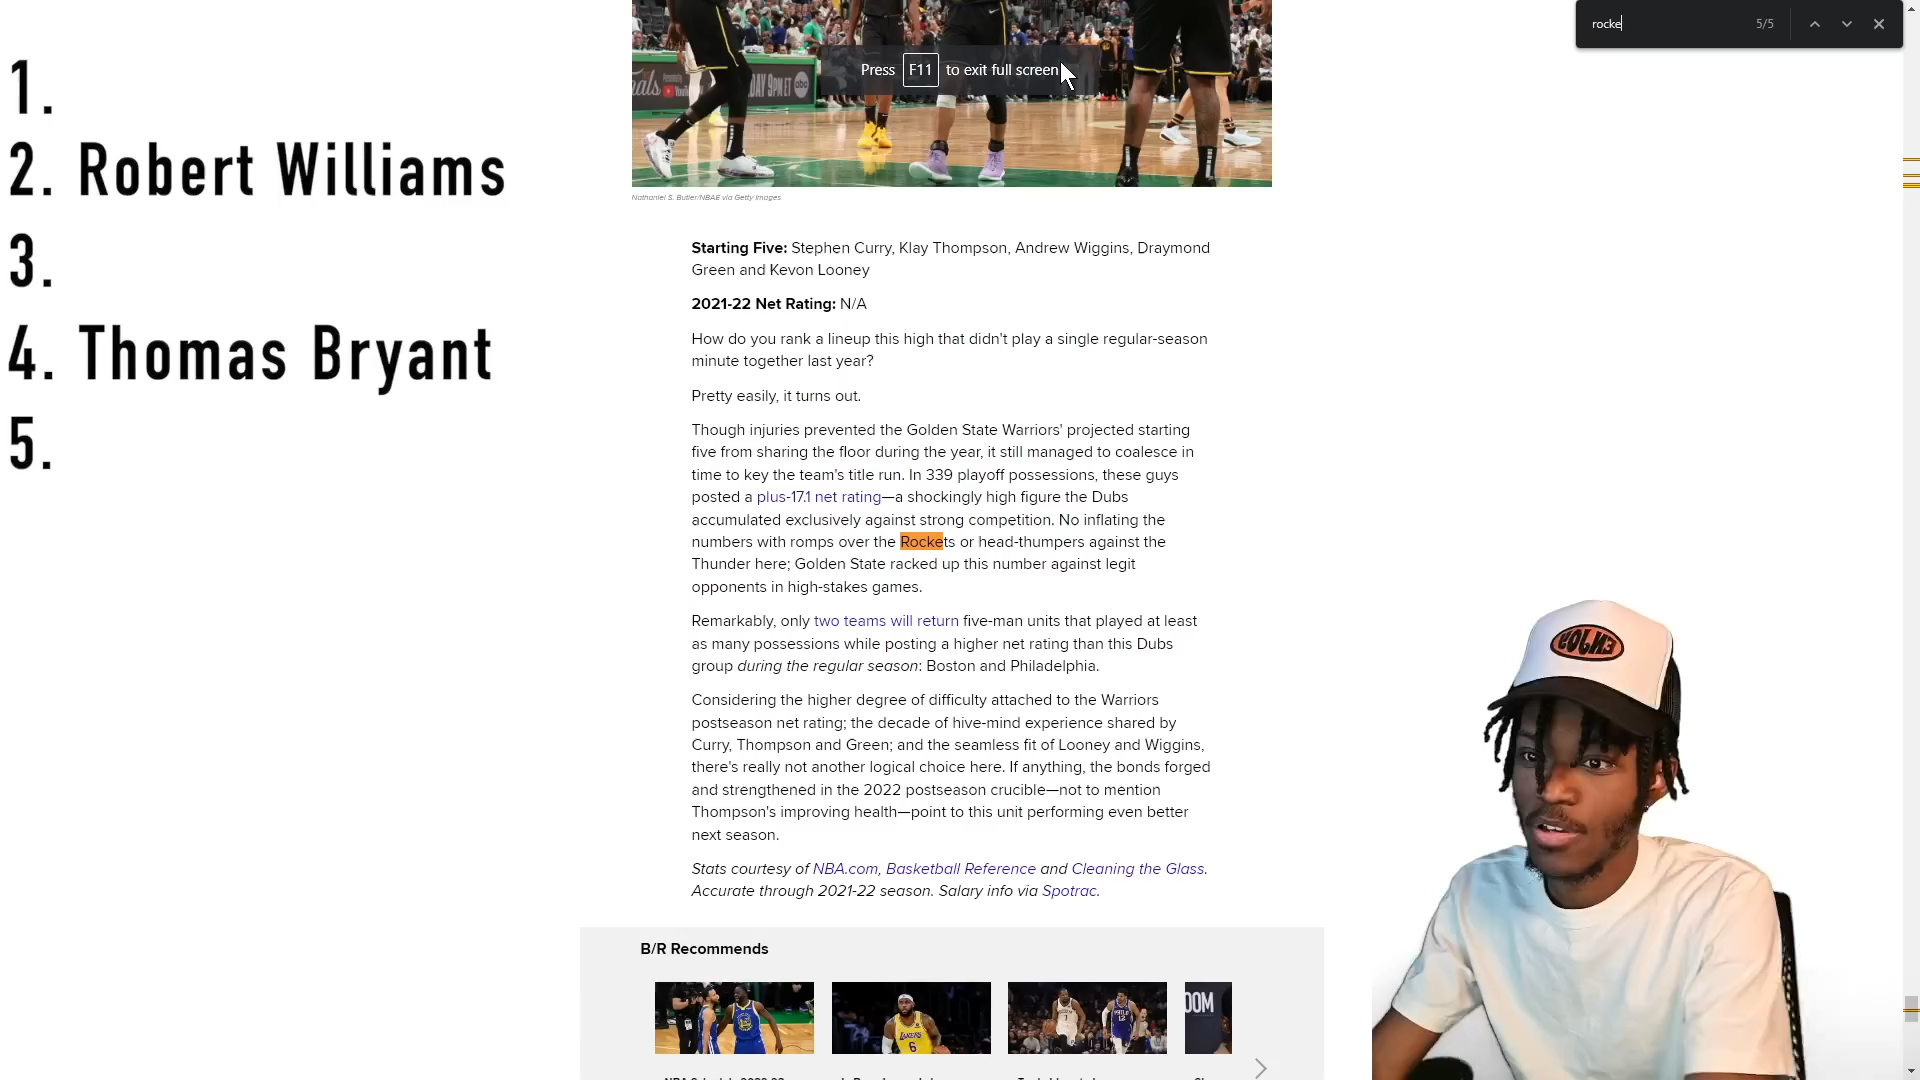 rocke
5/5
Press F11 to exit full screen
1.
2. Robert Williams
3.
4. Thomas Bryant
5.
Nathaniel S. Butler/NBAE via Getty Images
Starting Five: Stephen Curry, Klay Thompson, Andrew Wiggins, Draymond
Green and Kevon Looney
2021-22 Net Rating: N/A
How do you rank a lineup this high that didn't play a single regular-season
minute together last year?
Pretty easily, it turns out.
Though injuries prevented the Golden State Warriors' projected starting
five from sharing the floor during the year, it still managed to coalesce in
time to key the team's title run. In 339 playoff possessions, these guys
posted a plus-17.1 net rating—a shockingly high figure the Dubs
accumulated exclusively against strong competition. No inflating the
numbers with romps over the Rockets or head-thumpers against the
Thunder here; Golden State racked up this number against legit
opponents in high-stakes games.
Remarkably, only two teams will return five-man units that played at least
as many possessions while posting a higher net rating than this Dubs
group during the regular season: Boston and Philadelphia.
Considering the higher degree of difficulty attached to the Warriors
postseason net rating; the decade of hive-mind experience shared by
Curry, Thompson and Green; and the seamless fit of Looney and Wiggins,
there's really not another logical choice here. If anything, the bonds forged
and strengthened in the 2022 postseason crucible—not to mention
Thompson's improving health—point to this unit performing even better
next season.
Stats courtesy of NBA.com, Basketball Reference and Cleaning the Glass.
Accurate through 2021-22 season. Salary info via Spotrac.
B/R Recommends